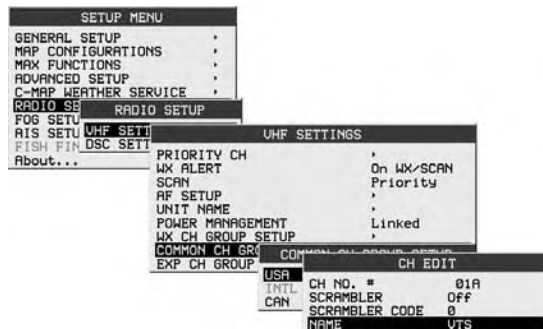 SETUP MENU
GENERAL SETUP
MAP CONFIGURATIONS
MAX FUNCTIONS
ADVANCED SETUP
C-MAP WEATHER SERVICE
RADIO SE
FOG SETU
AIS SETU
FISH FIN
About...
RADIO SETUP
VHF SETT
DSC SETT
VHF SETTINGS
PRIORITY CH
WX ALERT On WX/SCAN
SCAN Priority
AF SETUP
UNIT NAME
POWER MANAGEMENT Linked
WX CH GROUP SETUP
COMMON CH GRO
EXP CH GROUP
COMMON CH GROUP SETUP
USA
INTL
CAN
CH EDIT
CH NO. # 01A
SCRAMBLER Off
SCRAMBLER CODE 0
NAME VTS